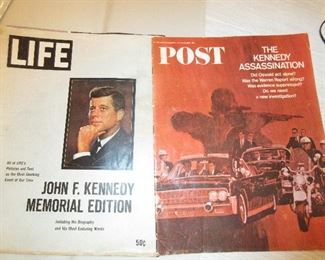 LIFE
All of LIFE's
Pictures and Text
on the Most Shocking
Event of Our Time
JOHN F. KENNEDY
MEMORIAL EDITION
Including His Biography
and His Most Enduring Words
50¢
POST
THE
KENNEDY
ASSASSINATION
Did Oswald act alone?
Was the Warren Report wrong?
Was evidence suppressed?
Do we need
a new investigation?